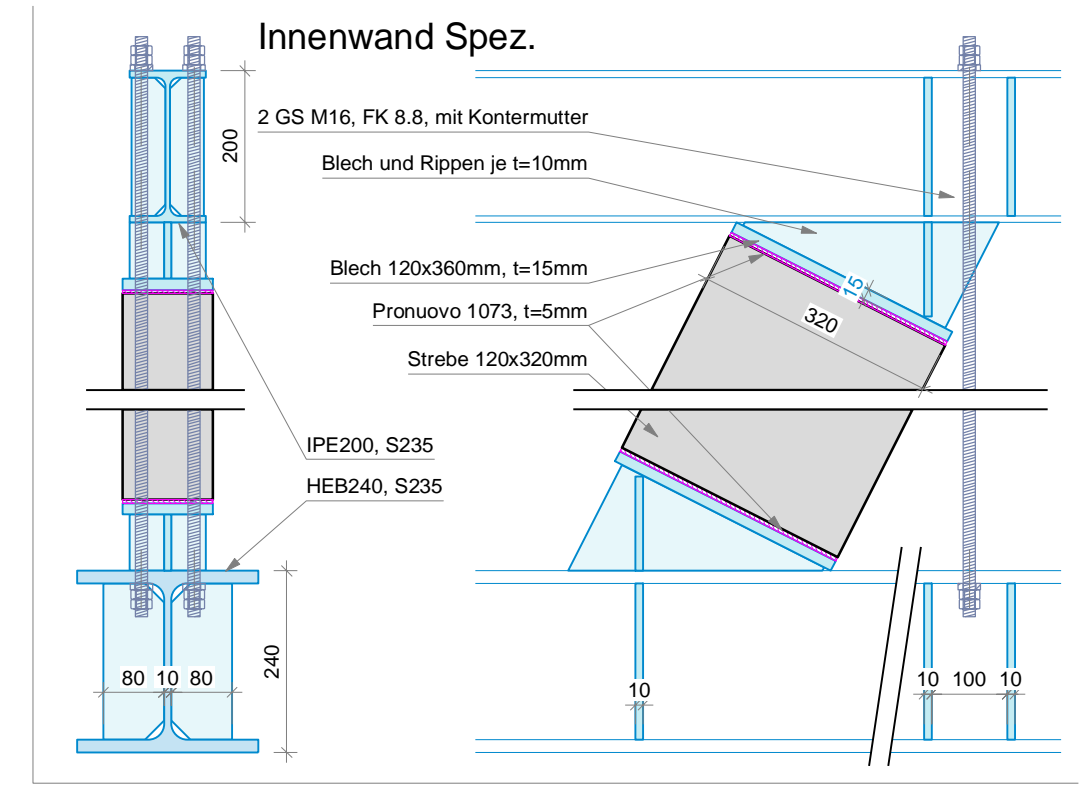 Innenwand Spez.
2 GS M16, FK 8.8, mit Kontermutter
200
Blech und Rippen je t=10mm
Blech 120x360mm, t=15mm
15
Pronuovo 1073, t=5mm
320
Strebe 120x320mm
IPE200, S235
HEB240, S235
240
80 10 80
10
10 100 10